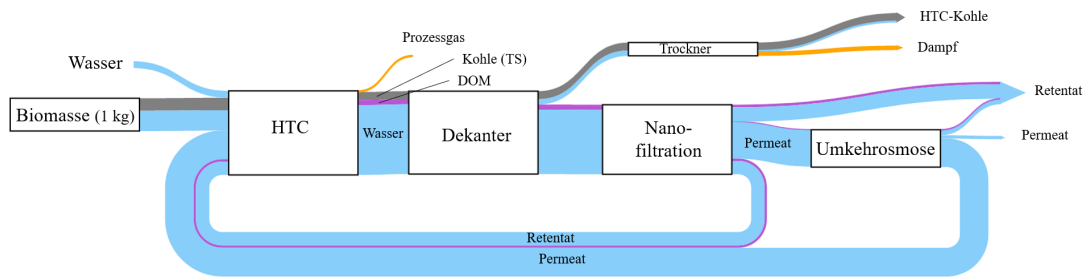 HTC-Kohle
Prozessgas
Trockner
Dampf
Kohle (TS)
Wasser
DOM
Retentat
Biomasse (1 kg)
HTC
Wasser
Dekanter
Nano-
filtration
Permeat
Umkehrosmose
Permeat
Retentat
Permeat